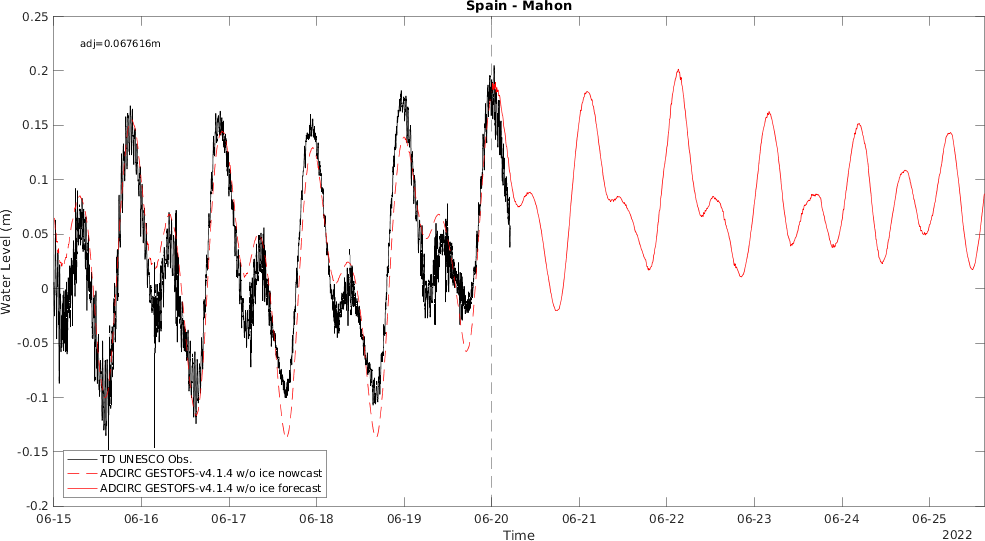 Spain - Mahon
adj=0.067616m
0.25
0.2
0.15
0.1
0.05
0
-0.05
-0.1
-0.15
-0.2
Water Level (m)
TD UNESCO Obs.
ADCIRC GESTOFS-v4.1.4 w/o ice nowcast
ADCIRC GESTOFS-v4.1.4 w/o ice forecast
06-15 06-16 06-17 06-18 06-19 06-20 06-21 06-22 06-23 06-24 06-25
Time
2022